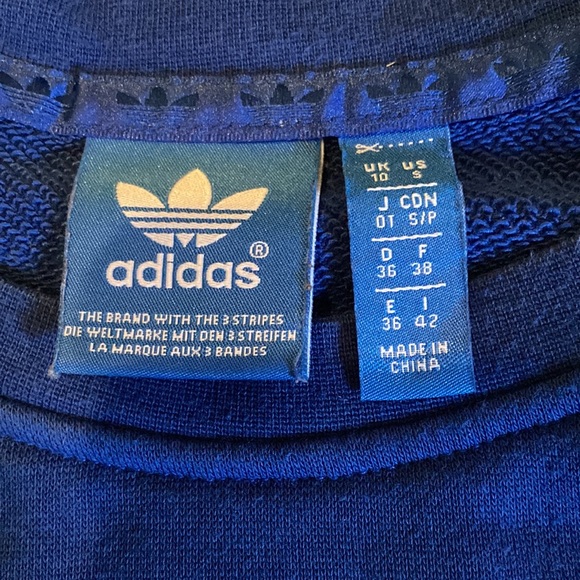 adidas®
THE BRAND WITH THE 3 STRIPES
DIE WELTMARKE MIT DEN 3 STREIFEN
LA MARQUE AUX 3 BANDES
UK US
10 S
J CDN
OT S/P
D F
36 38
E I
36 42
MADE IN
CHINA